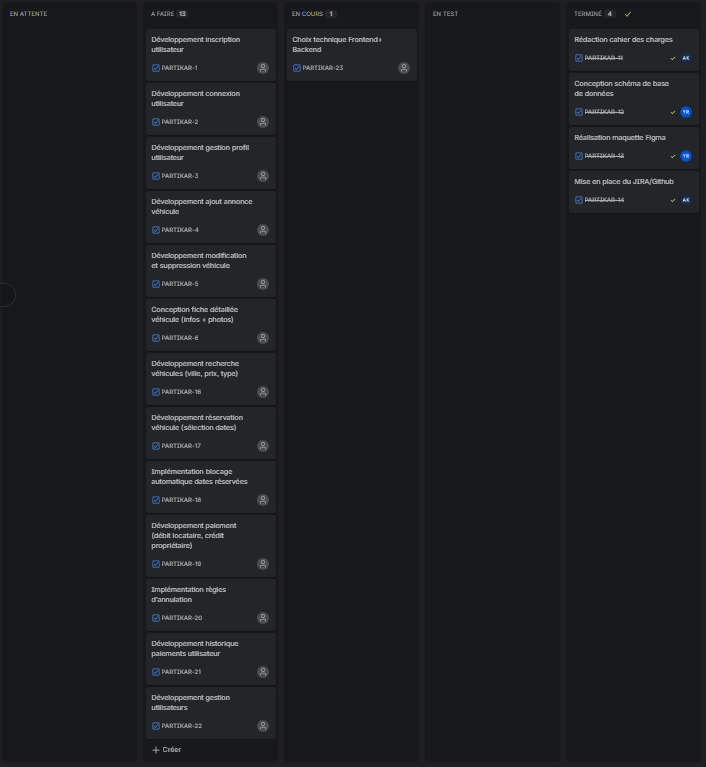 EN ATTENTE
A FAIRE 13
Développement inscription
utilisateur
PARTIKAR-1
Développement connexion
utilisateur
PARTIKAR-2
Développement gestion profil
utilisateur
PARTIKAR-3
Développement ajout annonce
véhicule
PARTIKAR-4
Développement modification
et suppression véhicule
PARTIKAR-5
Conception fiche détaillée
véhicule (infos + photos)
PARTIKAR-6
Développement recherche
véhicules (ville, prix, type)
PARTIKAR-16
Développement réservation
véhicule (sélection dates)
PARTIKAR-17
Implémentation blocage
automatique dates réservées
PARTIKAR-18
Développement paiement
(débit locataire, crédit
propriétaire)
PARTIKAR-19
Implémentation règles
d'annulation
PARTIKAR-20
Développement historique
paiements utilisateur
PARTIKAR-21
Développement gestion
utilisateurs
PARTIKAR-22
+ Créer
EN COURS 1
Choix technique Frontend+
Backend
PARTIKAR-23
EN TEST
TERMINÉ 4
Rédaction cahier des charges
PARTIKAR-11
AK
Conception schéma de base
de données
PARTIKAR-12
YR
Réalisation maquette Figma
PARTIKAR-13
YR
Mise en place du JIRA/Github
PARTIKAR-14
AK